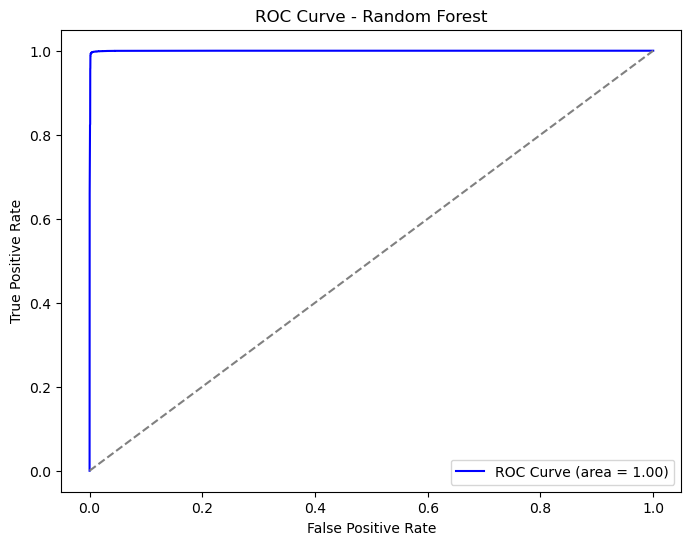 ROC Curve - Random Forest
True Positive Rate
1.0
0.8
0.6
0.4
0.2
0.0
ROC Curve (area = 1.00)
0.0 0.2 0.4 0.6 0.8 1.0
False Positive Rate